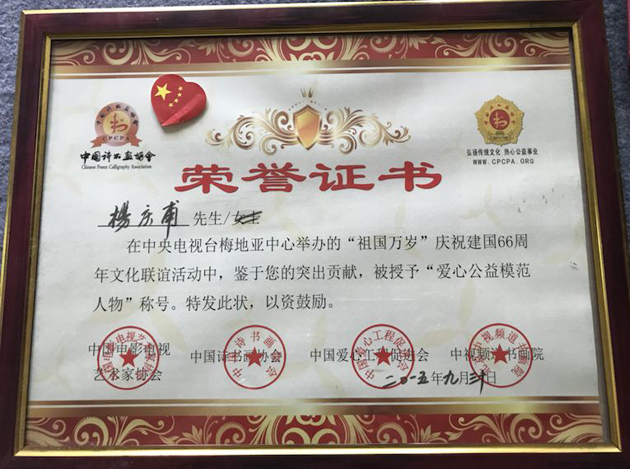 CPCPA
中国诗书画协会
Chinese Poems Calligraphy Association
弘扬传统文化 热心公益事业
WWW.CPCPA.ORG
荣誉证书
楊庆甫 先生/女士
在中央电视台梅地亚中心举办的“祖国万岁”庆祝建国66周
年文化联谊活动中，鉴于您的突出贡献，被授予“爱心公益模范
人物”称号。特发此状，以资鼓励。
中国电影电视 中国诗书画协会 中国爱心工程促进会 中视频道书画院
艺术家协会
二〇一五年九月卅日